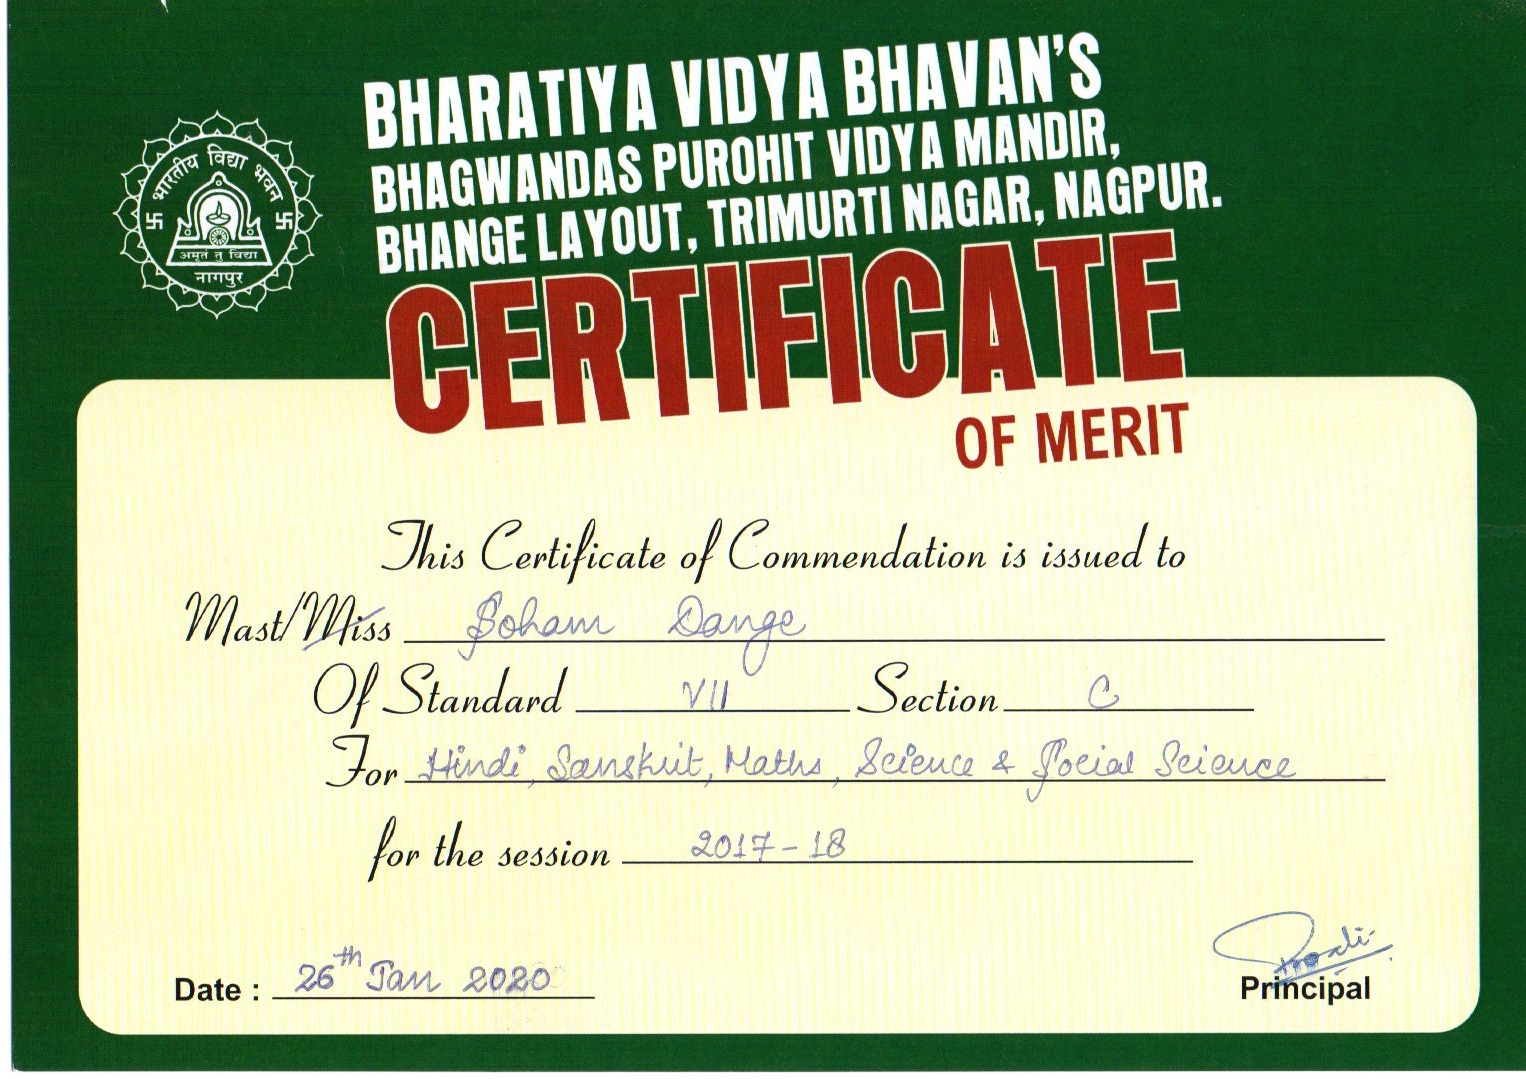 भारतीय विद्या भवन
अमृतं तु विद्या
नागपुर
BHARATIYA VIDYA BHAVAN'S
BHAGWANDAS PUROHIT VIDYA MANDIR,
BHANGE LAYOUT, TRIMURTI NAGAR, NAGPUR.
CERTIFICATE
OF MERIT
This Certificate of Commendation is issued to
Mast/Miss Soham Dange
Of Standard VII Section C
For Hindi, Sanskrit, Maths, Science & Social Science
for the session 2017-18
Date : 26th Jan 2020
Principal